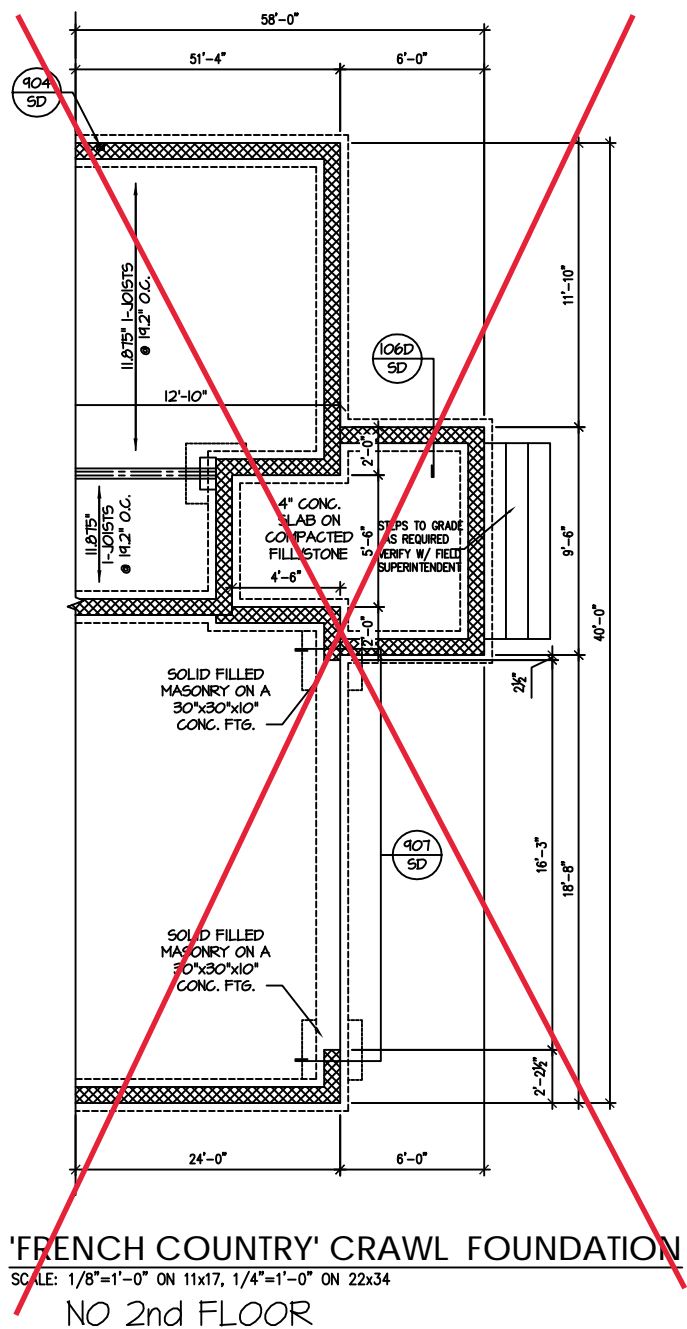 58'-0"
51'-4"
6'-0"
904
SD
11'-10"
11.875" I-JOISTS
@ 19.2" O.C.
106D
SD
12'-10"
2'-0"
4" CONC.
SLAB ON
COMPACTED
FILL/STONE
STEPS TO GRADE
AS REQUIRED
VERIFY W/ FIELD
SUPERINTENDENT
11.875"
I-JOISTS
@ 19.2" O.C.
5'-6"
9'-6"
4'-6"
40'-0"
2'-0"
2½"
SOLID FILLED
MASONRY ON A
30"x30"x10"
CONC. FTG.
907
SD
16'-3"
18'-8"
SOLID FILLED
MASONRY ON A
30"x30"x10"
CONC. FTG.
2'-2½"
24'-0"
6'-0"
'FRENCH COUNTRY' CRAWL FOUNDATION
SCALE: 1/8"=1'-0" ON 11x17, 1/4"=1'-0" ON 22x34
NO 2nd FLOOR